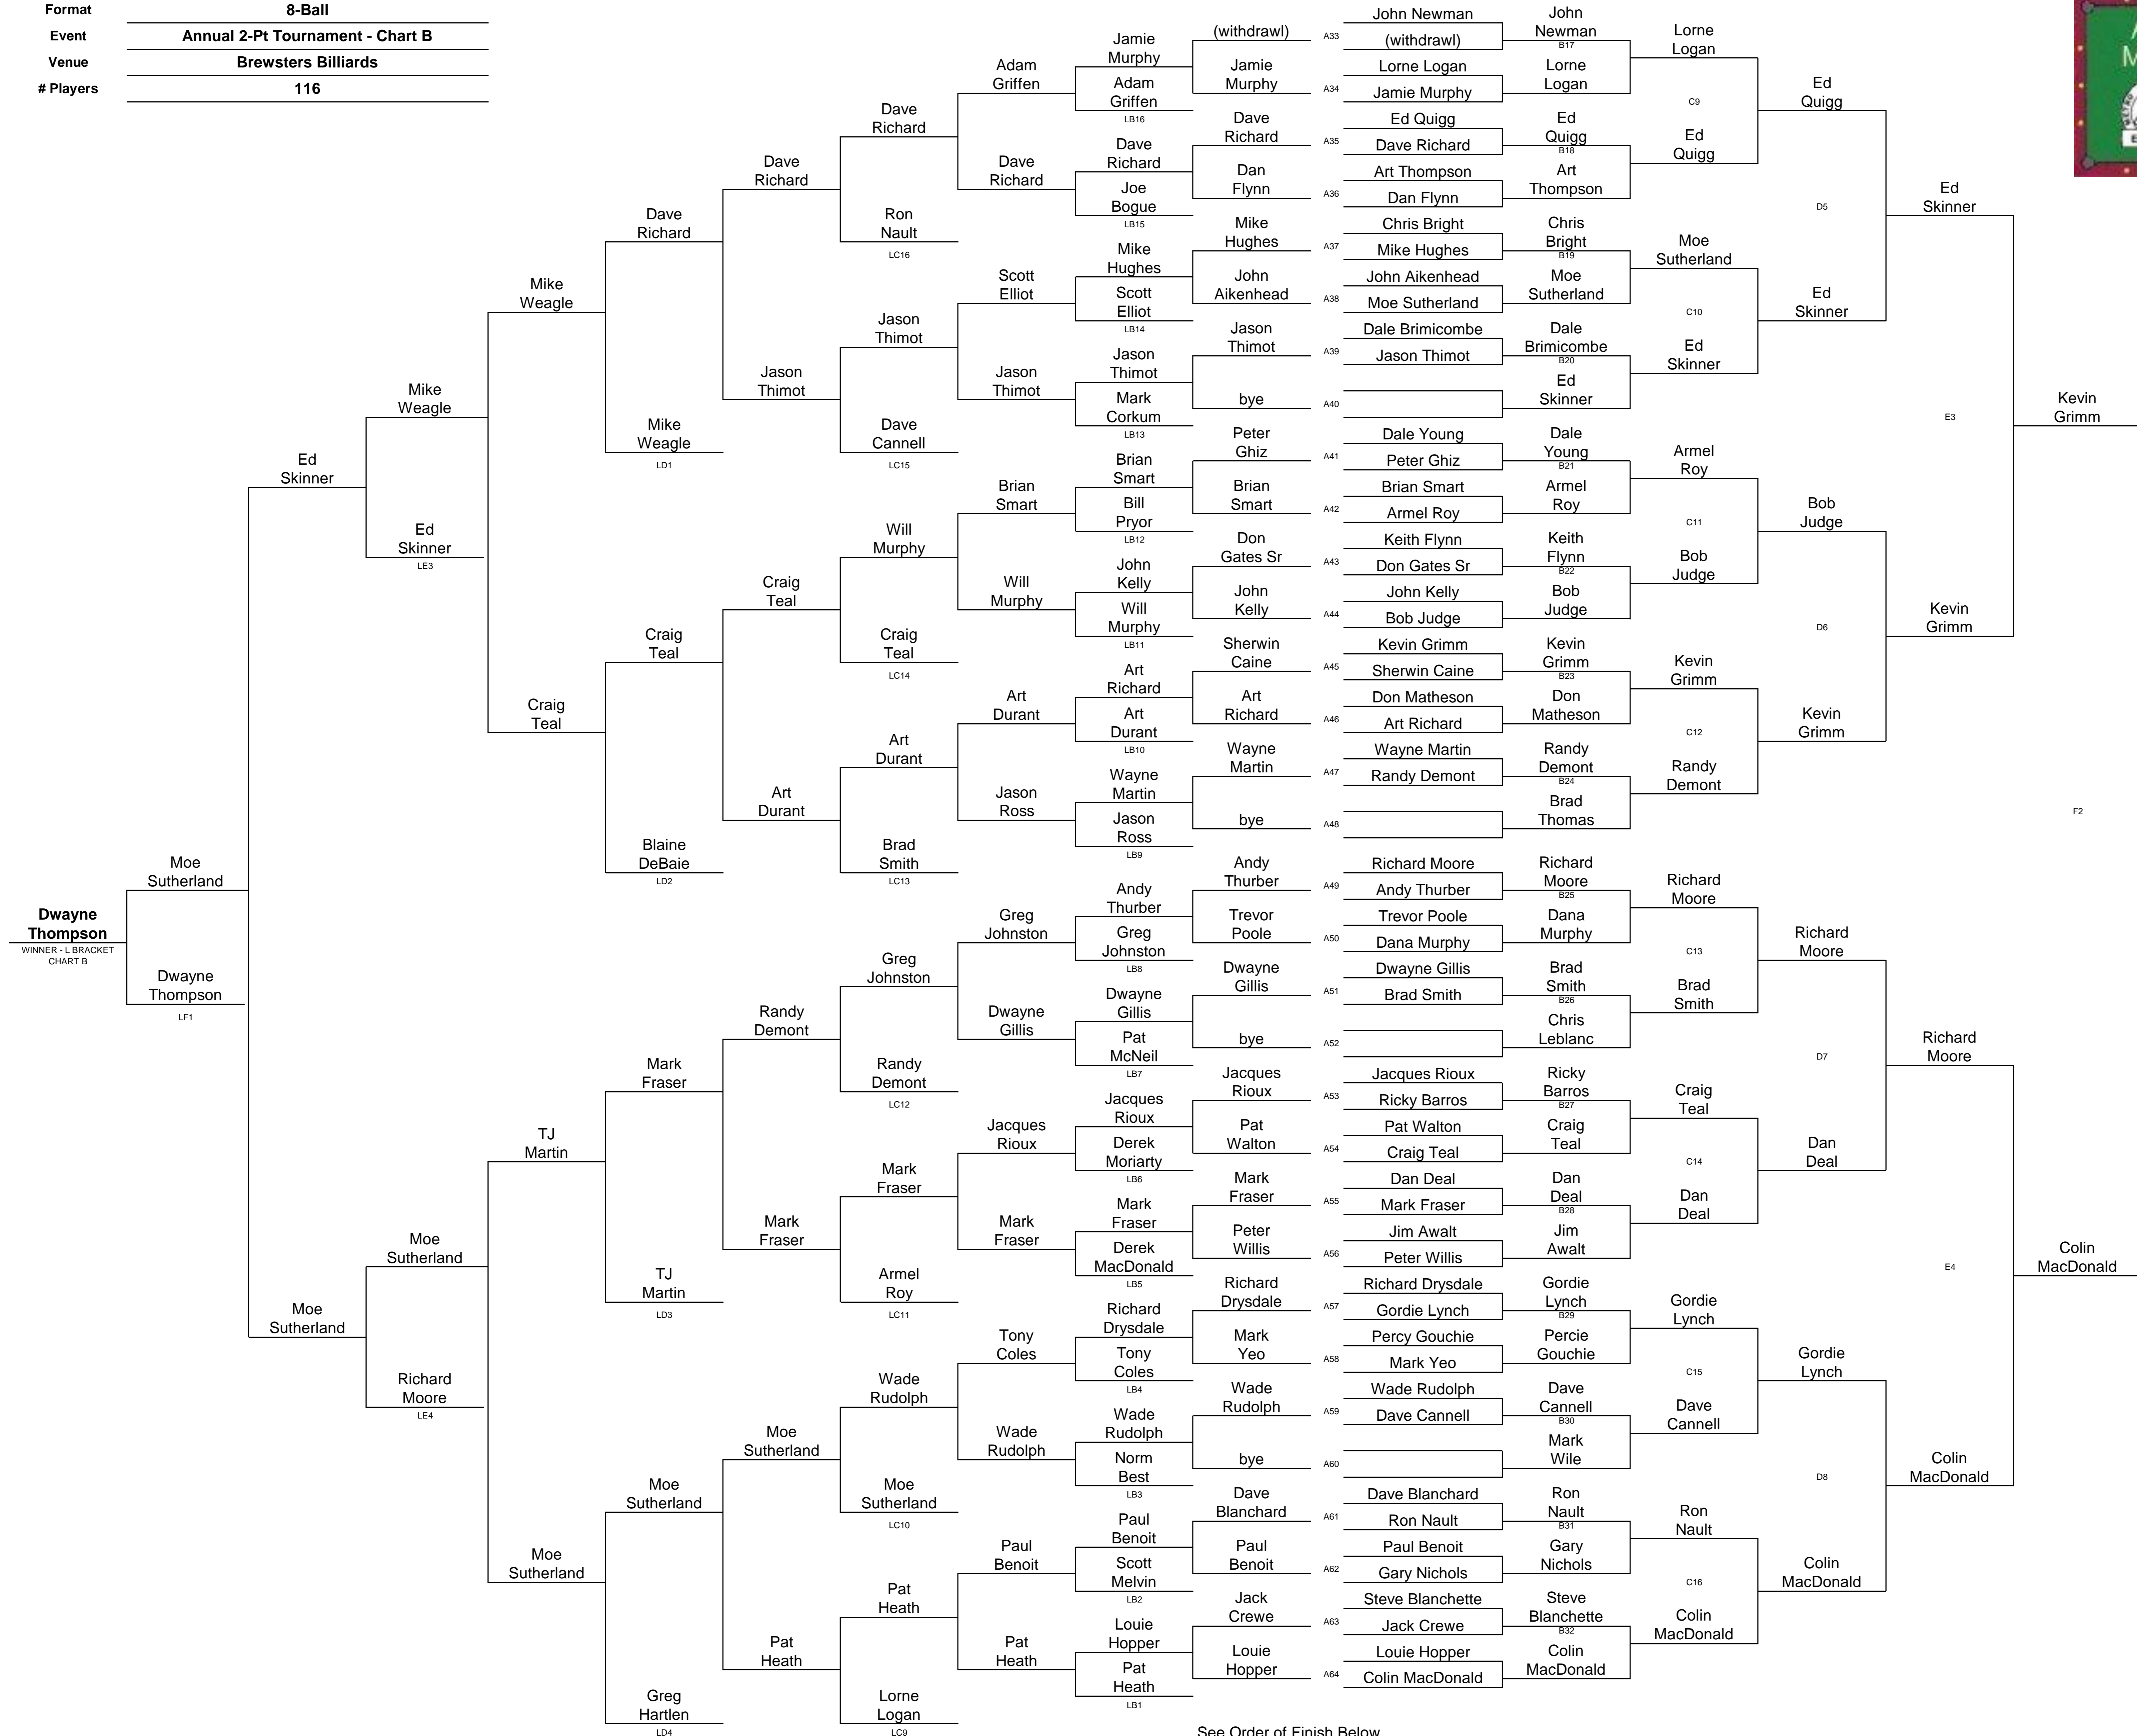 Format 8-Ball
Event Annual 2-Pt Tournament - Chart B
Venue Brewsters Billiards
# Players 116
Dwayne
Thompson
WINNER - L BRACKET
CHART B
Moe
Sutherland
Dwayne
Thompson
LF1
Ed
Skinner
Moe
Sutherland
Mike
Weagle
Ed
Skinner
LE3
Moe
Sutherland
Richard
Moore
LE4
Mike
Weagle
Craig
Teal
TJ
Martin
Moe
Sutherland
Dave
Richard
Mike
Weagle
LD1
Craig
Teal
Blaine
DeBaie
LD2
Mark
Fraser
TJ
Martin
LD3
Moe
Sutherland
Greg
Hartlen
LD4
Dave
Richard
Jason
Thimot
Craig
Teal
Art
Durant
Randy
Demont
Mark
Fraser
Moe
Sutherland
Pat
Heath
Dave
Richard
Ron
Nault
LC16
Jason
Thimot
Dave
Cannell
LC15
Will
Murphy
Craig
Teal
LC14
Art
Durant
Brad
Smith
LC13
Greg
Johnston
Randy
Demont
LC12
Mark
Fraser
Armel
Roy
LC11
Wade
Rudolph
Moe
Sutherland
LC10
Pat
Heath
Lorne
Logan
LC9
Adam
Griffen
Dave
Richard
Scott
Elliot
Jason
Thimot
Brian
Smart
Will
Murphy
Art
Durant
Jason
Ross
Greg
Johnston
Dwayne
Gillis
Jacques
Rioux
Mark
Fraser
Tony
Coles
Wade
Rudolph
Paul
Benoit
Pat
Heath
Jamie
Murphy
Adam
Griffen
LB16
Dave
Richard
Joe
Bogue
LB15
Mike
Hughes
Scott
Elliot
LB14
Jason
Thimot
Mark
Corkum
LB13
Brian
Smart
Bill
Pryor
LB12
John
Kelly
Will
Murphy
LB11
Art
Richard
Art
Durant
LB10
Wayne
Martin
Jason
Ross
LB9
Andy
Thurber
Greg
Johnston
LB8
Dwayne
Gillis
Pat
McNeil
LB7
Jacques
Rioux
Derek
Moriarty
LB6
Mark
Fraser
Derek
MacDonald
LB5
Richard
Drysdale
Tony
Coles
LB4
Wade
Rudolph
Norm
Best
LB3
Paul
Benoit
Scott
Melvin
LB2
Louie
Hopper
Pat
Heath
LB1
(withdrawl)
Jamie
Murphy
Dave
Richard
Dan
Flynn
Mike
Hughes
John
Aikenhead
Jason
Thimot
bye
Peter
Ghiz
Brian
Smart
Don
Gates Sr
John
Kelly
Sherwin
Caine
Art
Richard
Wayne
Martin
bye
Andy
Thurber
Trevor
Poole
Dwayne
Gillis
bye
Jacques
Rioux
Pat
Walton
Mark
Fraser
Peter
Willis
Richard
Drysdale
Mark
Yeo
Wade
Rudolph
bye
Dave
Blanchard
Paul
Benoit
Jack
Crewe
Louie
Hopper
A33
A34
A35
A36
A37
A38
A39
A40
A41
A42
A43
A44
A45
A46
A47
A48
A49
A50
A51
A52
A53
A54
A55
A56
A57
A58
A59
A60
A61
A62
A63
A64
John Newman
(withdrawl)
Lorne Logan
Jamie Murphy
Ed Quigg
Dave Richard
Art Thompson
Dan Flynn
Chris Bright
Mike Hughes
John Aikenhead
Moe Sutherland
Dale Brimicombe
Jason Thimot
Dale Young
Peter Ghiz
Brian Smart
Armel Roy
Keith Flynn
Don Gates Sr
John Kelly
Bob Judge
Kevin Grimm
Sherwin Caine
Don Matheson
Art Richard
Wayne Martin
Randy Demont
Richard Moore
Andy Thurber
Trevor Poole
Dana Murphy
Dwayne Gillis
Brad Smith
Jacques Rioux
Ricky Barros
Pat Walton
Craig Teal
Dan Deal
Mark Fraser
Jim Awalt
Peter Willis
Richard Drysdale
Gordie Lynch
Percy Gouchie
Mark Yeo
Wade Rudolph
Dave Cannell
Dave Blanchard
Ron Nault
Paul Benoit
Gary Nichols
Steve Blanchette
Jack Crewe
Louie Hopper
Colin MacDonald
John
Newman
B17
Lorne
Logan
Ed
Quigg
B18
Art
Thompson
Chris
Bright
B19
Moe
Sutherland
Dale
Brimicombe
B20
Ed
Skinner
Dale
Young
B21
Armel
Roy
Keith
Flynn
B22
Bob
Judge
Kevin
Grimm
B23
Don
Matheson
Randy
Demont
B24
Brad
Thomas
Richard
Moore
B25
Dana
Murphy
Brad
Smith
B26
Chris
Leblanc
Ricky
Barros
B27
Craig
Teal
Dan
Deal
B28
Jim
Awalt
Gordie
Lynch
B29
Percie
Gouchie
Dave
Cannell
B30
Mark
Wile
Ron
Nault
B31
Gary
Nichols
Steve
Blanchette
B32
Colin
MacDonald
Lorne
Logan
C9
Ed
Quigg
Moe
Sutherland
C10
Ed
Skinner
Armel
Roy
C11
Bob
Judge
Kevin
Grimm
C12
Randy
Demont
Richard
Moore
C13
Brad
Smith
Craig
Teal
C14
Dan
Deal
Gordie
Lynch
C15
Dave
Cannell
Ron
Nault
C16
Colin
MacDonald
Ed
Quigg
D5
Ed
Skinner
Bob
Judge
D6
Kevin
Grimm
Richard
Moore
D7
Dan
Deal
Gordie
Lynch
D8
Colin
MacDonald
Ed
Skinner
E3
Kevin
Grimm
Richard
Moore
E4
Colin
MacDonald
Kevin
Grimm
F2
Colin
MacDonald
See Order of Finish Below